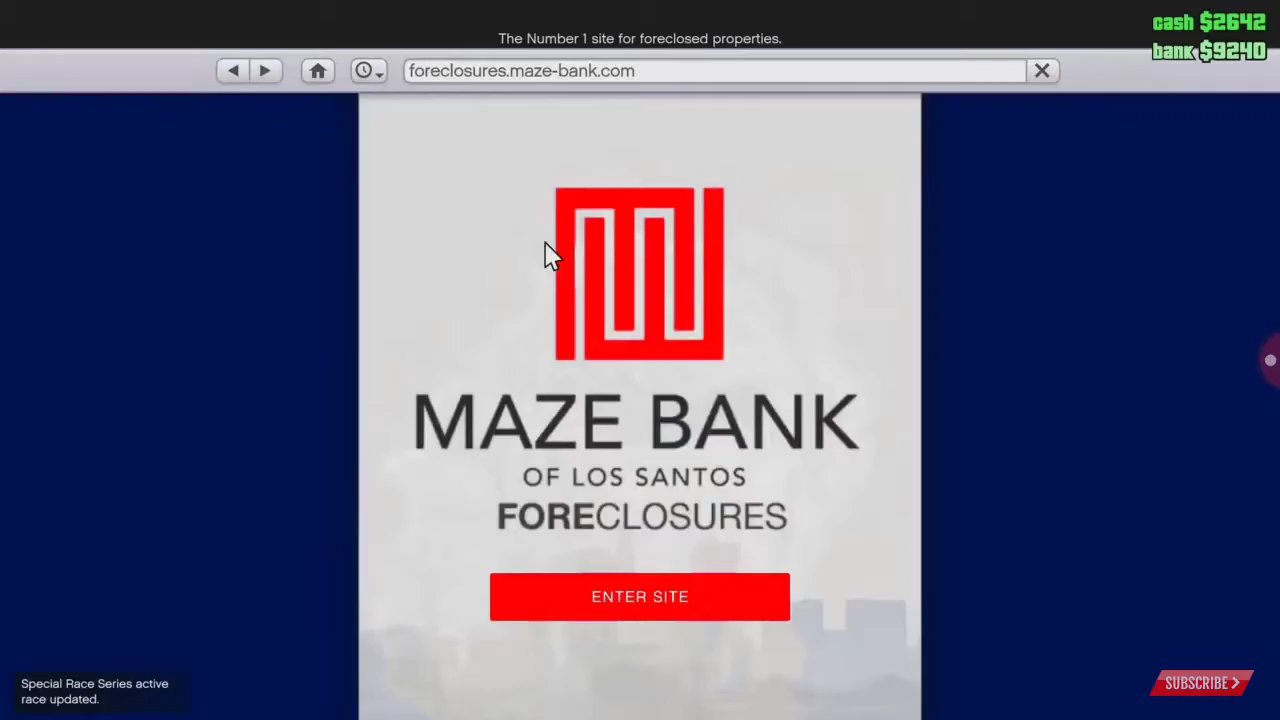 cash $2642
The Number 1 site for foreclosed properties.
bank $9240
foreclosures.maze-bank.com
MAZE BANK
OF LOS SANTOS
FORECLOSURES
ENTER SITE
Special Race Series active
race updated.
SUBSCRIBE